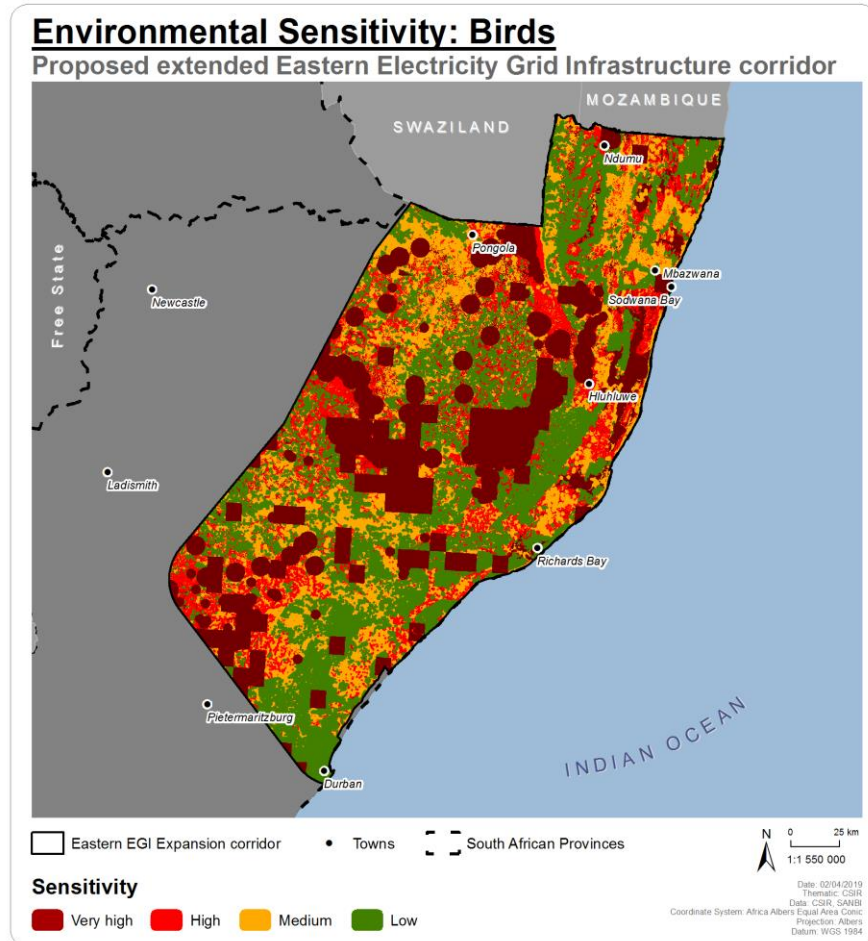 Environmental Sensitivity: Birds
Proposed extended Eastern Electricity Grid Infrastructure corridor
MOZAMBIQUE
SWAZILAND
Ndumu
Pongola
Mbazwana
Sodwana Bay
Free State
Newcastle
Hluhluwe
Ladismith
Richards Bay
Pietermaritzburg
INDIAN OCEAN
Durban
Eastern EGI Expansion corridor
Towns
South African Provinces
N
0 25 km
1:1 550 000
Sensitivity
Very high High Medium Low
Date: 02/04/2019
Thematic: CSIR
Data: CSIR, SANBI
Coordinate System: Africa Albers Equal Area Conic
Projection: Albers
Datum: WGS 1984